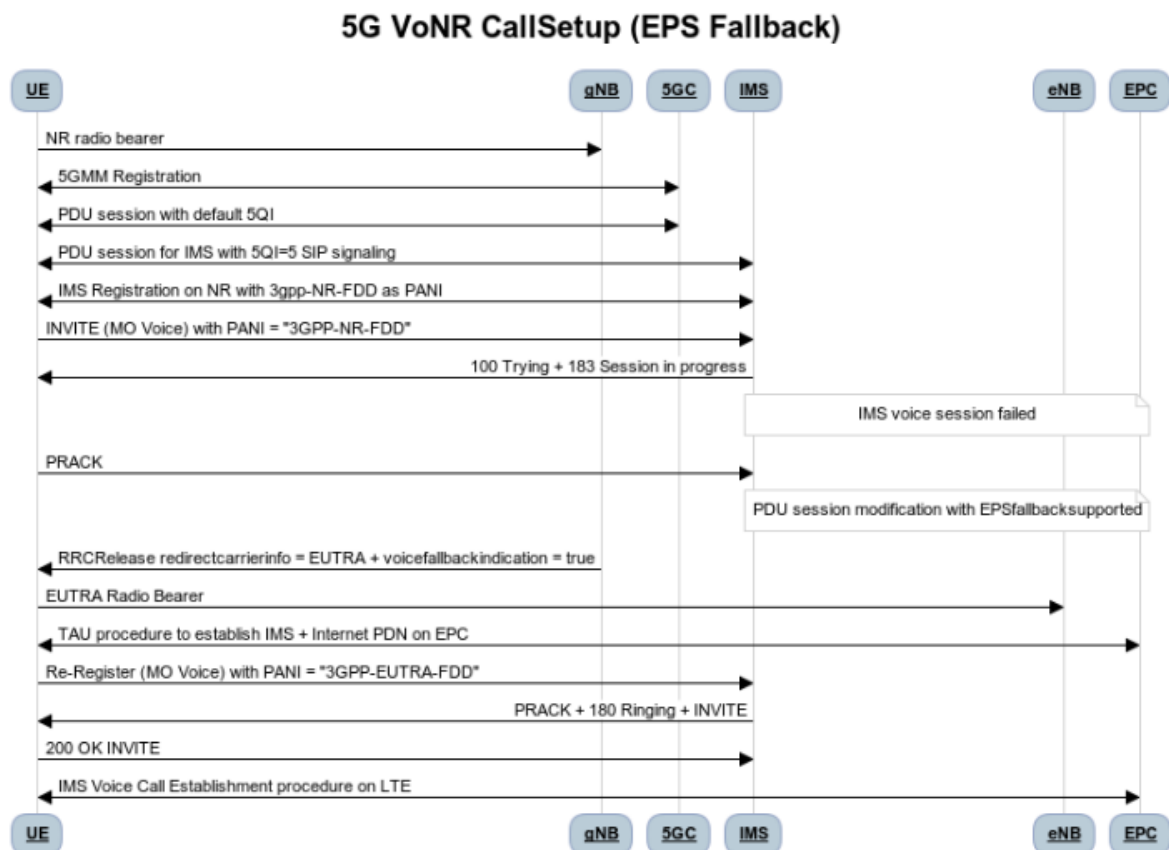 5G VoNR CallSetup (EPS Fallback)
UE gNB 5GC IMS eNB EPC
NR radio bearer
5GMM Registration
PDU session with default 5QI
PDU session for IMS with 5QI=5 SIP signaling
IMS Registration on NR with 3gpp-NR-FDD as PANI
INVITE (MO Voice) with PANI = "3GPP-NR-FDD"
100 Trying + 183 Session in progress
IMS voice session failed
PRACK
PDU session modification with EPSfallbacksupported
RRCRelease redirectcarrierinfo = EUTRA + voicefallbackindication = true
EUTRA Radio Bearer
TAU procedure to establish IMS + Internet PDN on EPC
Re-Register (MO Voice) with PANI = "3GPP-EUTRA-FDD"
PRACK + 180 Ringing + INVITE
200 OK INVITE
IMS Voice Call Establishment procedure on LTE
UE gNB 5GC IMS eNB EPC